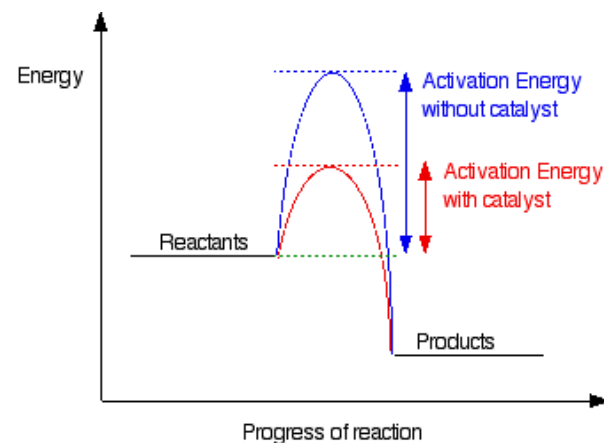 Energy
Activation Energy
without catalyst
Activation Energy
with catalyst
Reactants
Products
Progress of reaction